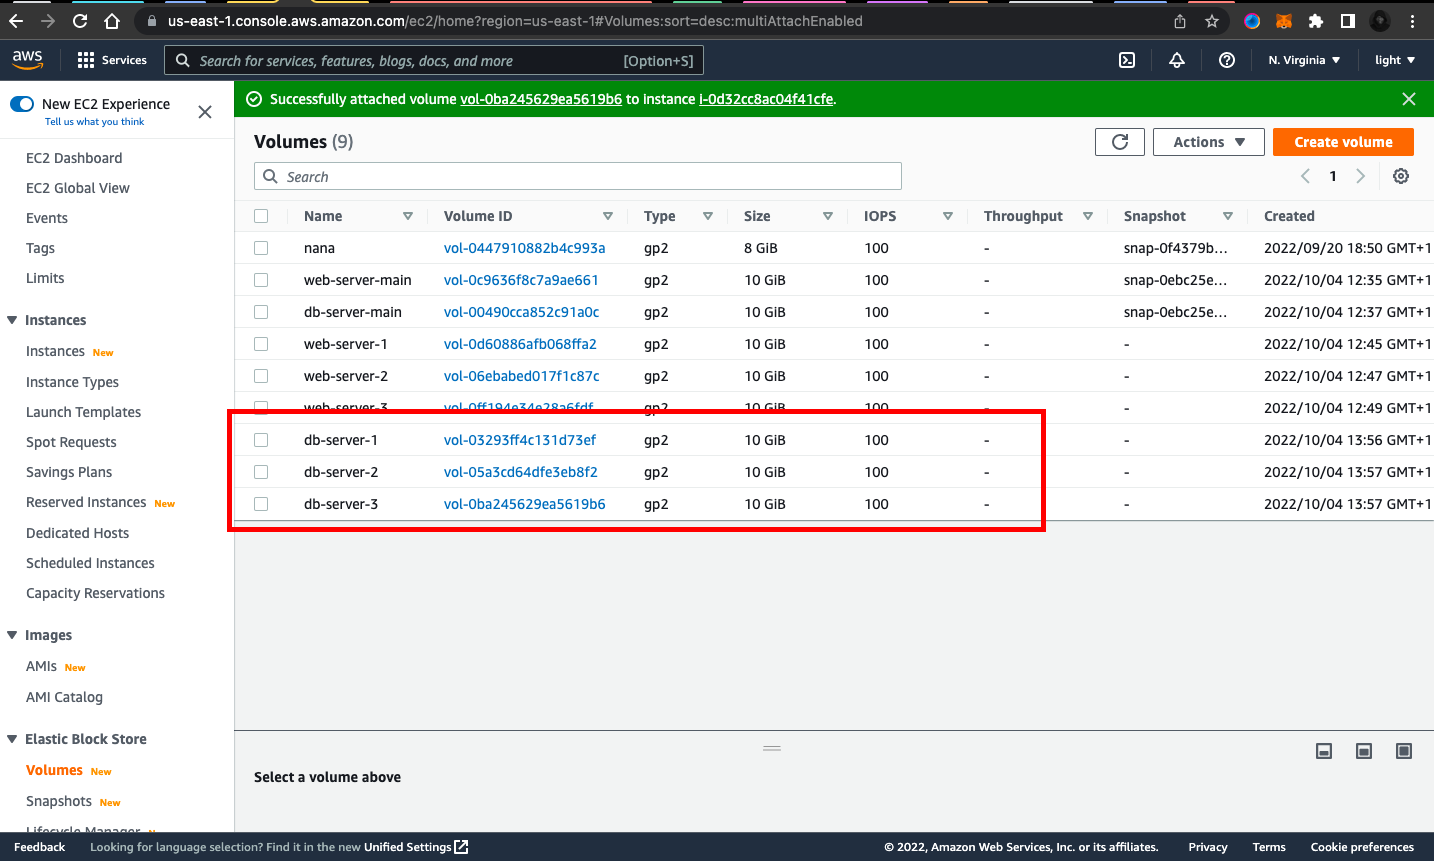 us-east-1.console.aws.amazon.com/ec2/home?region=us-east-1#Volumes:sort=desc:multiAttachEnabled
aws Services Search for services, features, blogs, docs, and more [Option+S] N. Virginia ▼ light ▼
New EC2 Experience
Tell us what you think
EC2 Dashboard
EC2 Global View
Events
Tags
Limits
Instances
Instances New
Instance Types
Launch Templates
Spot Requests
Savings Plans
Reserved Instances New
Dedicated Hosts
Scheduled Instances
Capacity Reservations
Images
AMIs New
AMI Catalog
Elastic Block Store
Volumes New
Snapshots New
Lifecycle Manager
Successfully attached volume vol-0ba245629ea5619b6 to instance i-0d32cc8ac04f41cfe.
Volumes (9) Actions ▼ Create volume
Search 1
Name Volume ID Type Size IOPS Throughput Snapshot Created
nana vol-0447910882b4c993a gp2 8 GiB 100 - snap-0f4379b... 2022/09/20 18:50 GMT+1
web-server-main vol-0c9636f8c7a9ae661 gp2 10 GiB 100 - snap-0ebc25e... 2022/10/04 12:35 GMT+1
db-server-main vol-00490cca852c91a0c gp2 10 GiB 100 - snap-0ebc25e... 2022/10/04 12:37 GMT+1
web-server-1 vol-0d60886afb068ffa2 gp2 10 GiB 100 - - 2022/10/04 12:45 GMT+1
web-server-2 vol-06ebabed017f1c87c gp2 10 GiB 100 - - 2022/10/04 12:47 GMT+1
web-server-3 vol-0ff194e34e28a6fdf gp2 10 GiB 100 - - 2022/10/04 12:49 GMT+1
db-server-1 vol-03293ff4c131d73ef gp2 10 GiB 100 - - 2022/10/04 13:56 GMT+1
db-server-2 vol-05a3cd64dfe3eb8f2 gp2 10 GiB 100 - - 2022/10/04 13:57 GMT+1
db-server-3 vol-0ba245629ea5619b6 gp2 10 GiB 100 - - 2022/10/04 13:57 GMT+1
Select a volume above
Feedback Looking for language selection? Find it in the new Unified Settings © 2022, Amazon Web Services, Inc. or its affiliates. Privacy Terms Cookie preferences